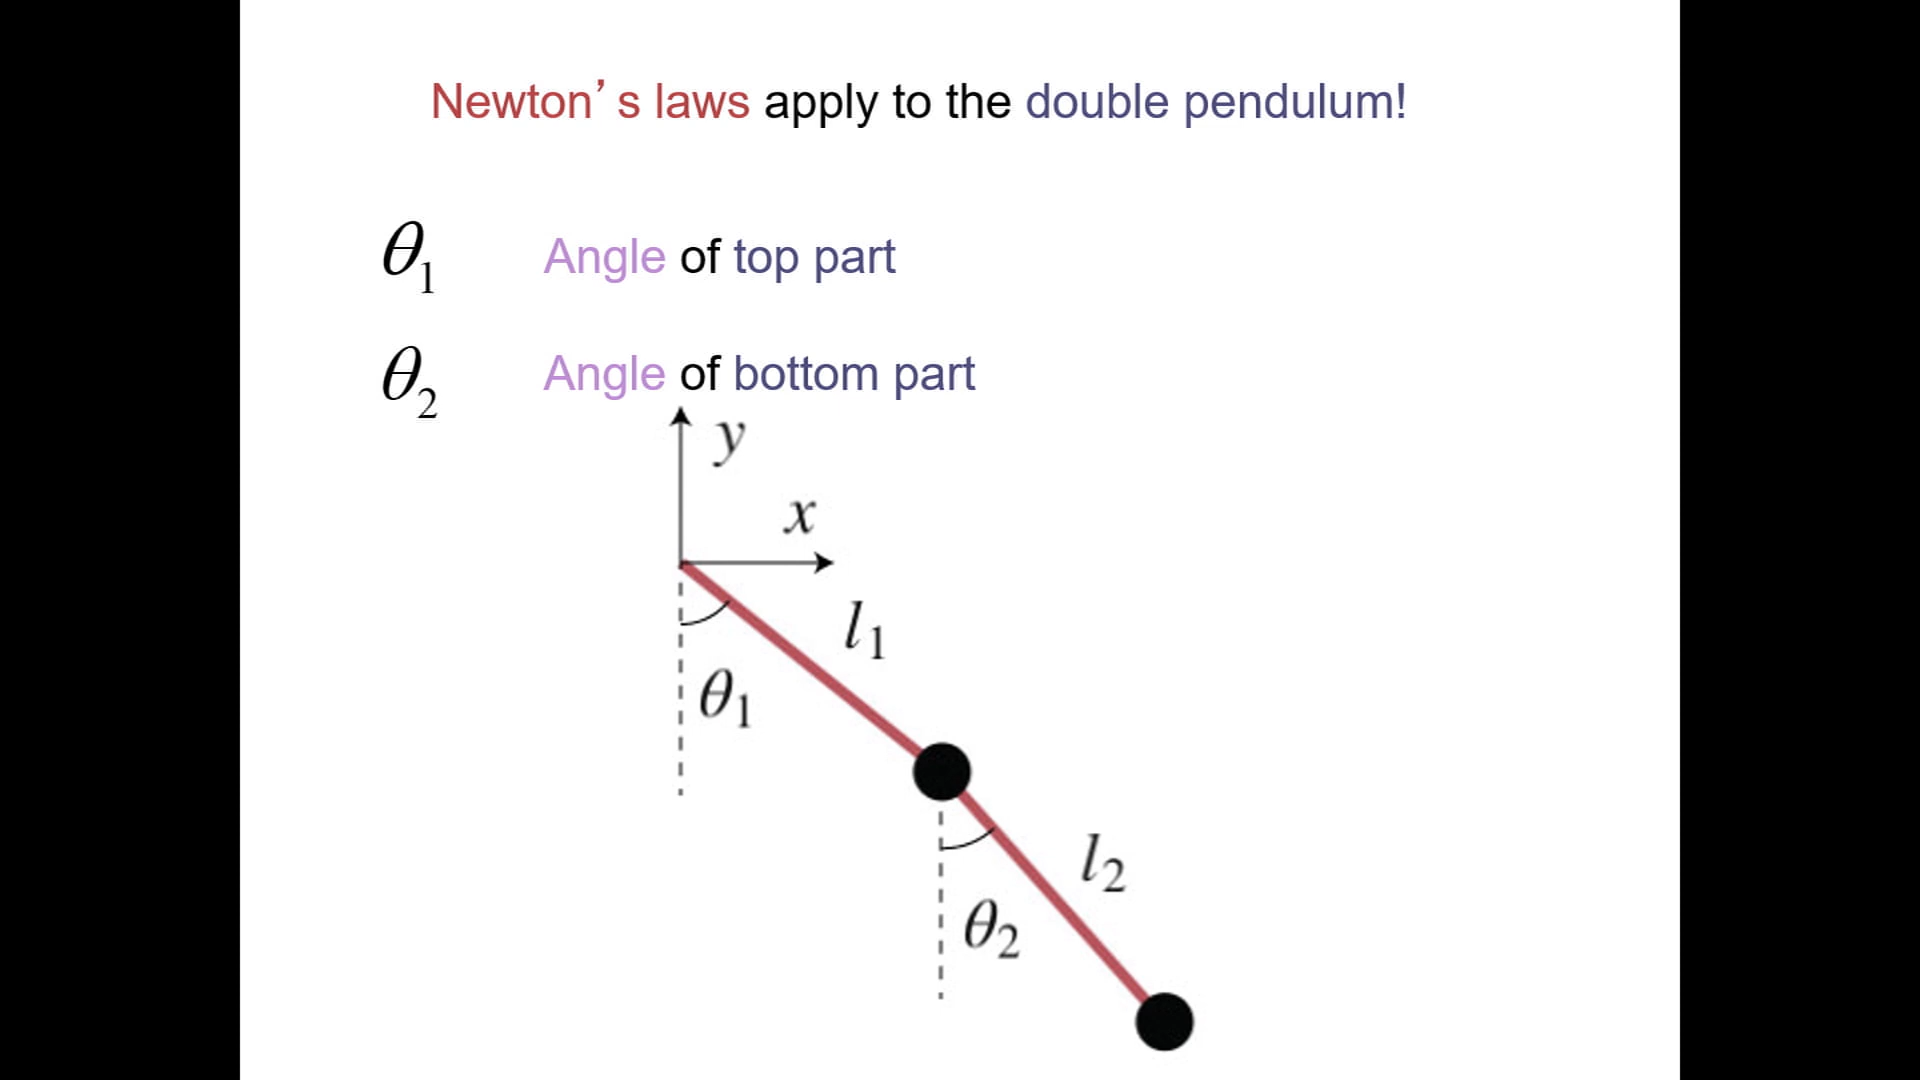 Newton’s laws apply to the double pendulum!
θ₁ Angle of top part
θ₂ Angle of bottom part
y
x
l₁
θ₁
l₂
θ₂